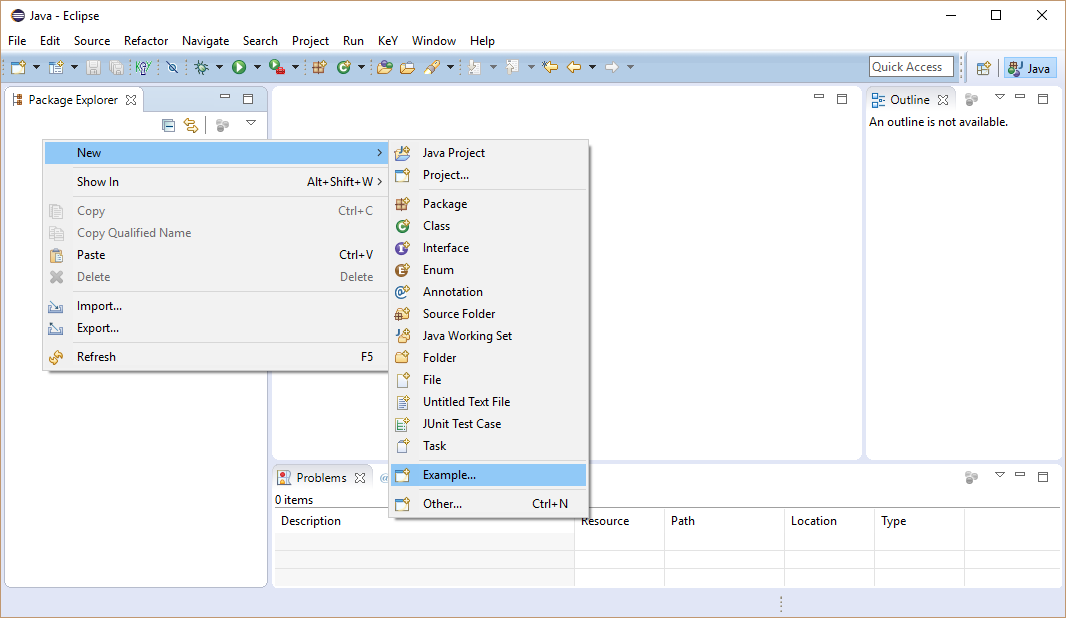 Java - Eclipse
File Edit Source Refactor Navigate Search Project Run KeY Window Help
Quick Access
Java
Package Explorer
Outline
An outline is not available.
New
Show In Alt+Shift+W
Copy Ctrl+C
Copy Qualified Name
Paste Ctrl+V
Delete Delete
Import...
Export...
Refresh F5
Java Project
Project...
Package
Class
Interface
Enum
Annotation
Source Folder
Java Working Set
Folder
File
Untitled Text File
JUnit Test Case
Task
Example...
Other... Ctrl+N
Problems @
0 items
Description Resource Path Location Type